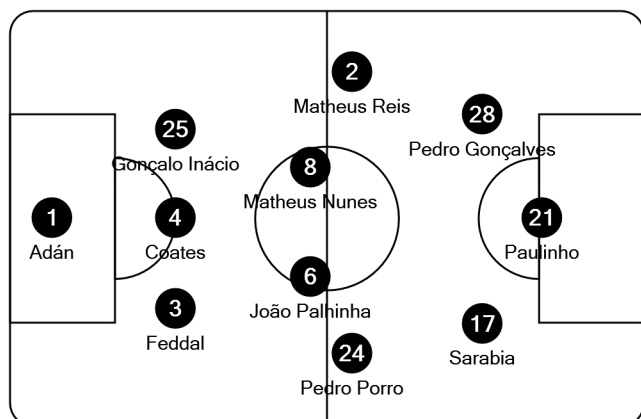 2
Matheus Reis
28
Pedro Gonçalves
25
Gonçalo Inácio
8
Matheus Nunes
1
Adán
4
Coates
21
Paulinho
6
João Palhinha
3
Feddal
17
Sarabia
24
Pedro Porro